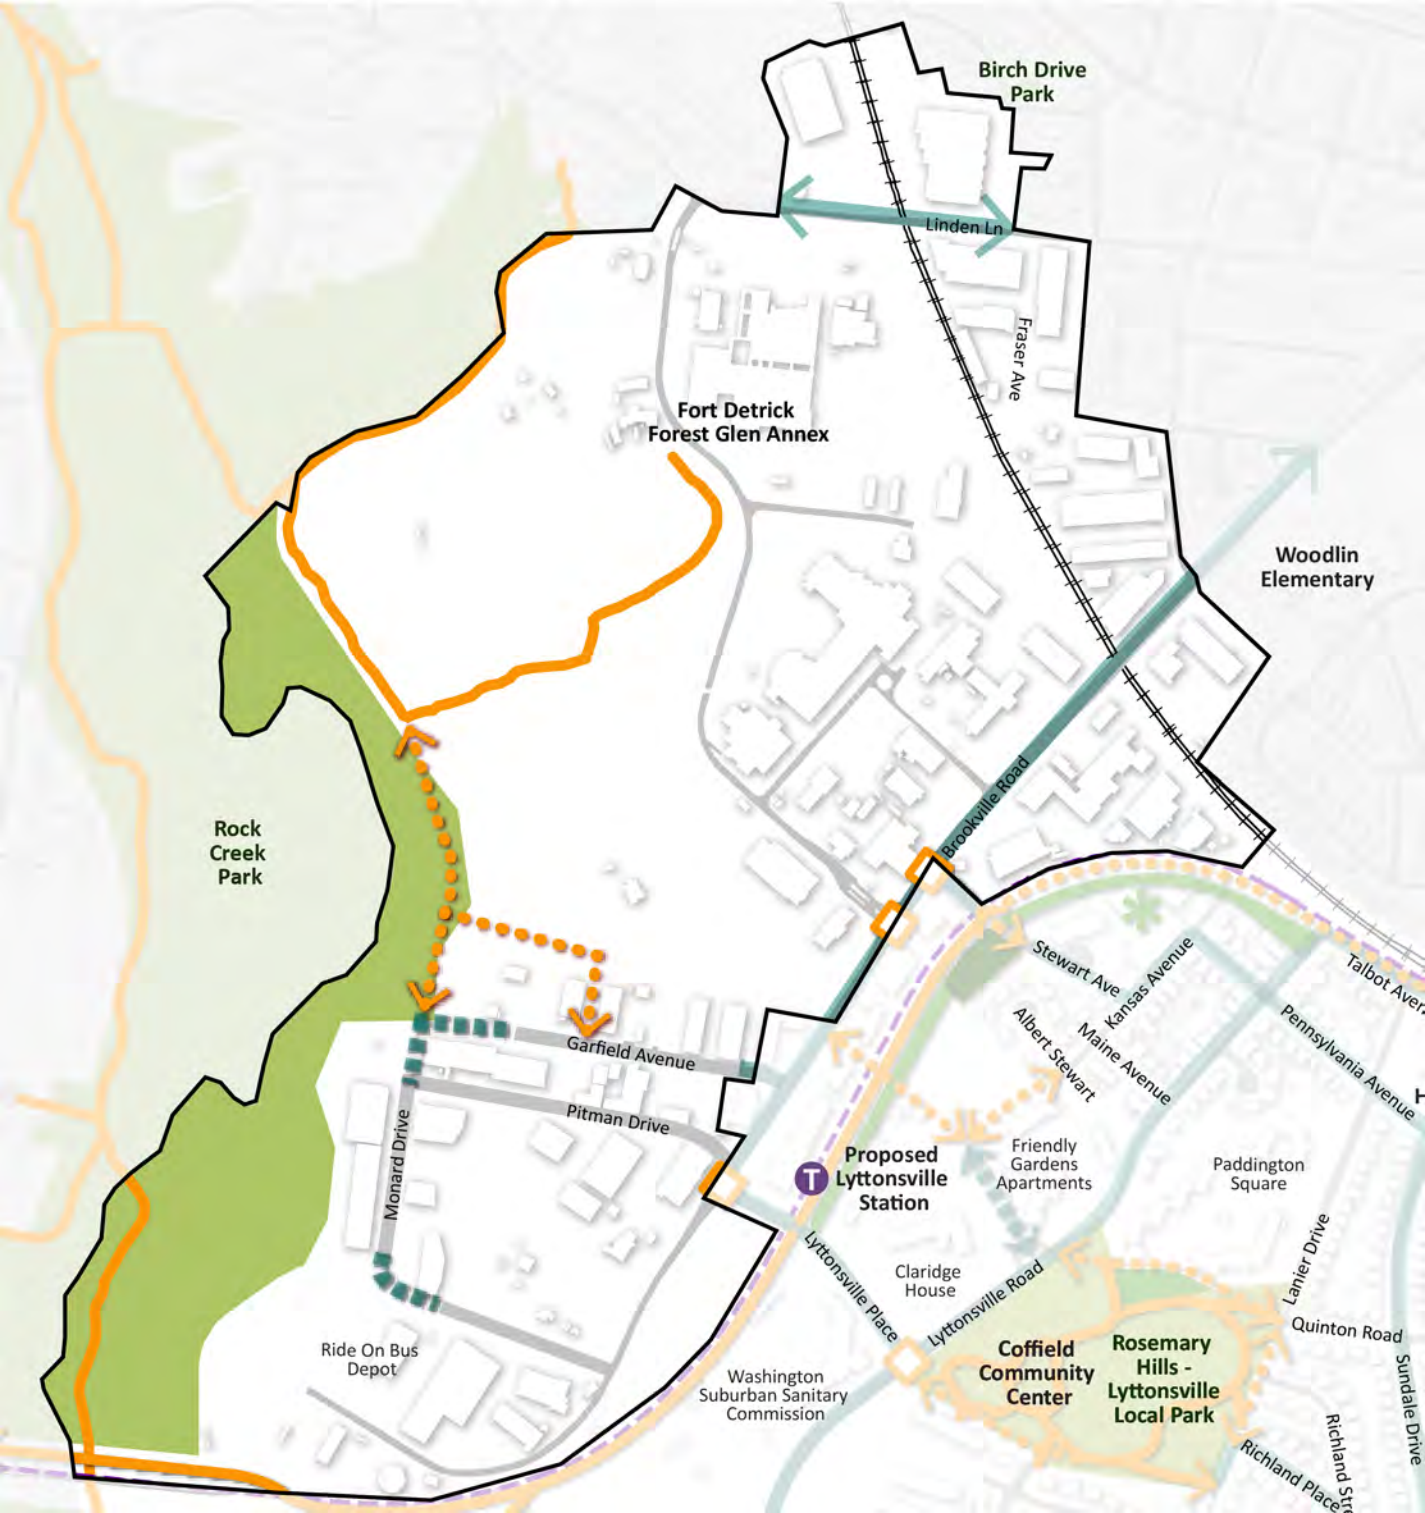 Birch Drive
Park
Linden Ln
Fraser Ave
Fort Detrick
Forest Glen Annex
Woodlin
Elementary
Brookville Road
Rock
Creek
Park
Stewart Ave
Kansas Avenue
Talbot Aven
Albert Stewart
Maine Avenue
Pennsylvania Avenue
H
Garfield Avenue
Pitman Drive
Monard Drive
T
Proposed
Lyttonsville
Station
Friendly
Gardens
Apartments
Paddington
Square
Lyttonsville Place
Claridge
House
Lyttonsville Road
Lanier Drive
Quinton Road
Ride On Bus
Depot
Washington
Suburban Sanitary
Commission
Coffield
Community
Center
Rosemary
Hills -
Lyttonsville
Local Park
Sundale Drive
Richland Place
Richland Stre